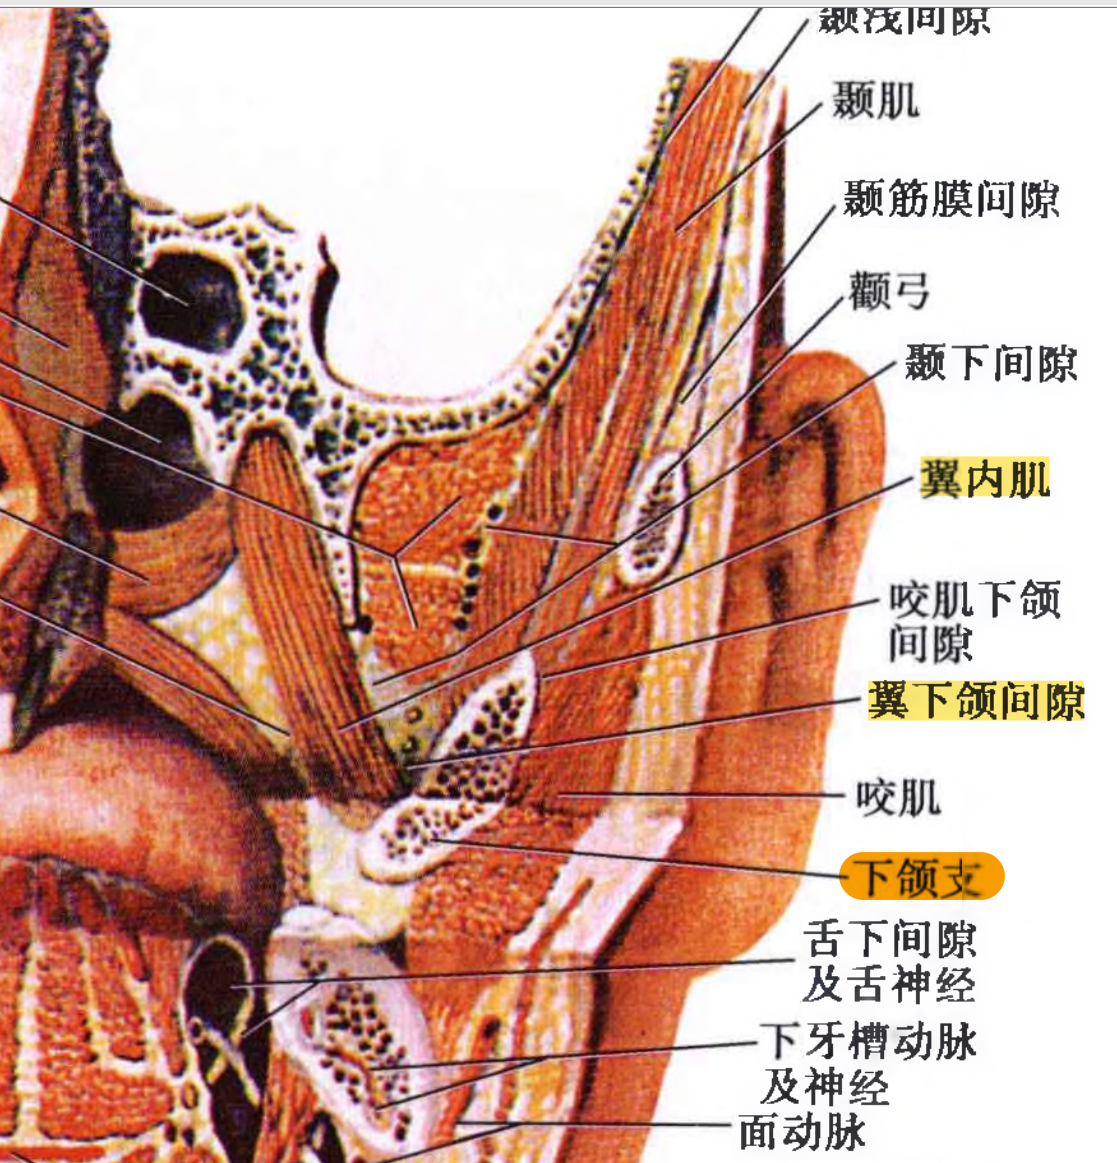 颞浅间隙
颞肌
颞筋膜间隙
颧弓
颞下间隙
翼内肌
咬肌下颌
间隙
翼下颌间隙
咬肌
下颌支
舌下间隙
及舌神经
下牙槽动脉
及神经
面动脉